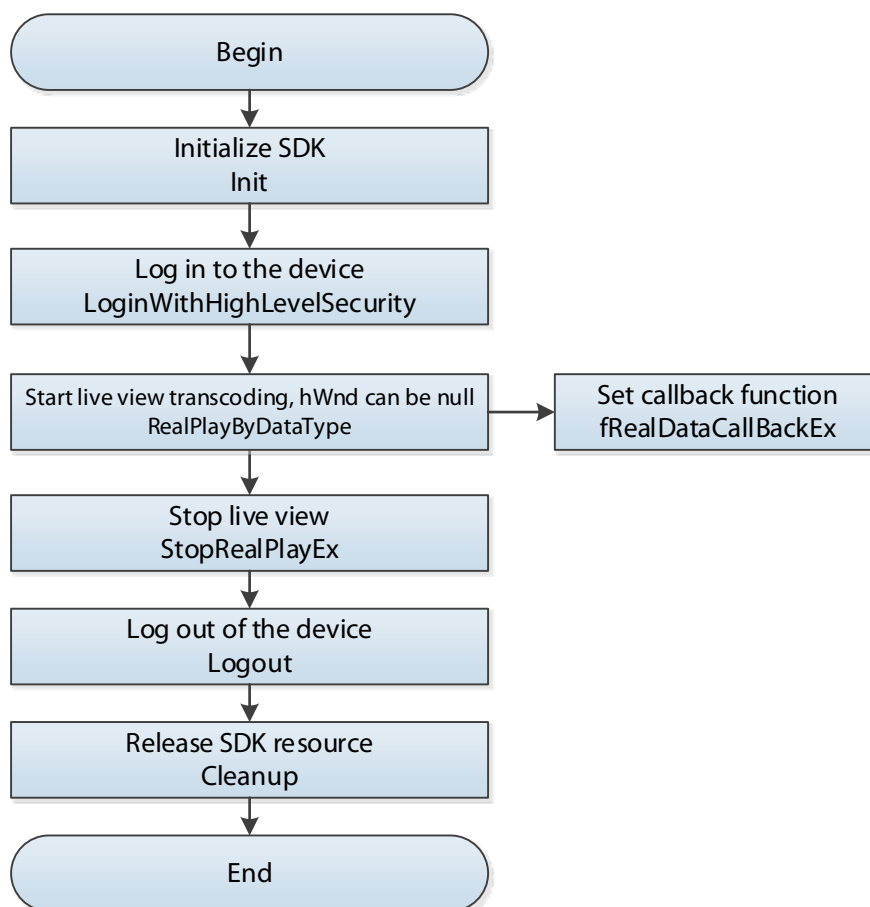 Begin
Initialize SDK
Init
Log in to the device
LoginWithHighLevelSecurity
Start live view transcoding, hWnd can be null
RealPlayByDataType
Set callback function
fRealDataCallBackEx
Stop live view
StopRealPlayEx
Log out of the device
Logout
Release SDK resource
Cleanup
End